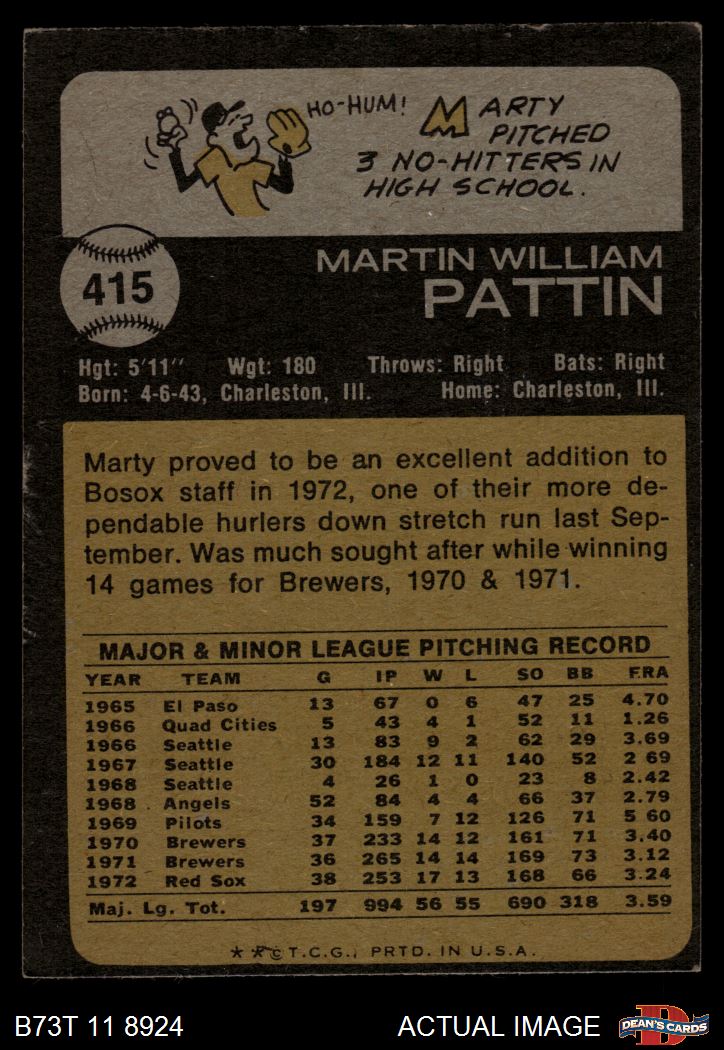 HO-HUM!
MARTY
PITCHED
3 NO-HITTERS IN
HIGH SCHOOL.
415
MARTIN WILLIAM
PATTIN
Hgt: 5'11" Wgt: 180 Throws: Right Bats: Right
Born: 4-6-43, Charleston, Ill. Home: Charleston, Ill.
Marty proved to be an excellent addition to
Bosox staff in 1972, one of their more de-
pendable hurlers down stretch run last Sep-
tember. Was much sought after while winning
14 games for Brewers, 1970 & 1971.
MAJOR & MINOR LEAGUE PITCHING RECORD
YEAR TEAM G IP W L SO BB ERA
1965 El Paso 13 67 0 6 47 25 4.70
1966 Quad Cities 5 43 4 1 52 11 1.26
1966 Seattle 13 83 9 2 62 29 3.69
1967 Seattle 30 184 12 11 140 52 2 69
1968 Seattle 4 26 1 0 23 8 2.42
1968 Angels 52 84 4 4 66 37 2.79
1969 Pilots 34 159 7 12 126 71 5 60
1970 Brewers 37 233 14 12 161 71 3.40
1971 Brewers 36 265 14 14 169 73 3.12
1972 Red Sox 38 253 17 13 168 66 3.24
Maj. Lg. Tot. 197 994 56 55 690 318 3.59
★★© T.C.G., PRTD. IN U.S.A.
B73T 11 8924 ACTUAL IMAGE D DEAN'S CARDS